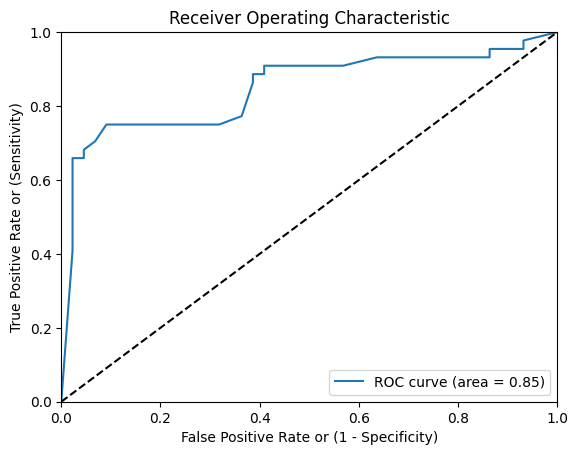 Receiver Operating Characteristic
True Positive Rate or (Sensitivity)
1.0
0.8
0.6
0.4
0.2
0.0
ROC curve (area = 0.85)
0.0 0.2 0.4 0.6 0.8 1.0
False Positive Rate or (1 - Specificity)